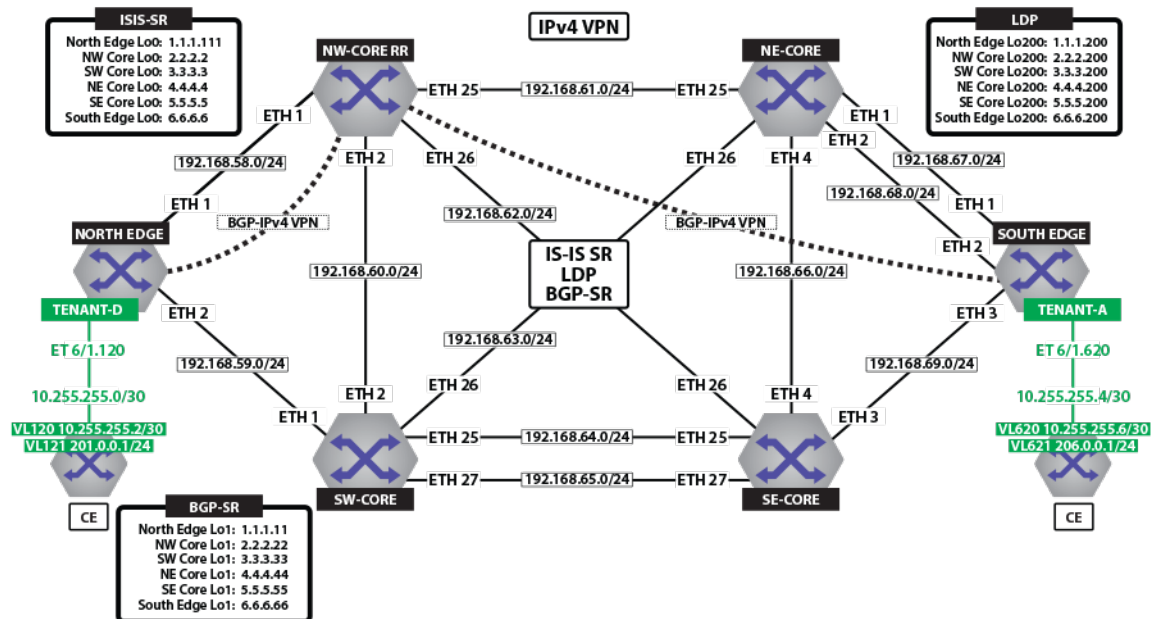 ISIS-SR
North Edge Lo0: 1.1.1.111
NW Core Lo0: 2.2.2.2
SW Core Lo0: 3.3.3.3
NE Core Lo0: 4.4.4.4
SE Core Lo0: 5.5.5.5
South Edge Lo0: 6.6.6.6
IPv4 VPN
LDP
North Edge Lo200: 1.1.1.200
NW Core Lo200: 2.2.2.200
SW Core Lo200: 3.3.3.200
NE Core Lo200: 4.4.4.200
SE Core Lo200: 5.5.5.200
South Edge Lo200: 6.6.6.200
NW-CORE RR
NE-CORE
ETH 25
192.168.61.0/24
ETH 25
ETH 1
ETH 1
ETH 2
ETH 26
ETH 26
ETH 4
ETH 2
192.168.58.0/24
192.168.67.0/24
192.168.68.0/24
ETH 1
192.168.62.0/24
BGP-IPv4 VPN
BGP-IPv4 VPN
ETH 1
NORTH EDGE
SOUTH EDGE
ETH 2
IS-IS SR
LDP
BGP-SR
192.168.60.0/24
192.168.66.0/24
TENANT-D
ETH 2
ETH 3
TENANT-A
192.168.63.0/24
ET 6/1.120
192.168.59.0/24
192.168.69.0/24
ET 6/1.620
ETH 2
ETH 26
ETH 26
ETH 4
10.255.255.0/30
10.255.255.4/30
ETH 1
ETH 3
VL120 10.255.255.2/30
VL121 201.0.0.1/24
ETH 25
192.168.64.0/24
ETH 25
VL620 10.255.255.6/30
VL621 206.0.0.1/24
ETH 27
192.168.65.0/24
ETH 27
SW-CORE
SE-CORE
CE
CE
BGP-SR
North Edge Lo1: 1.1.1.11
NW Core Lo1: 2.2.2.22
SW Core Lo1: 3.3.3.33
NE Core Lo1: 4.4.4.44
SE Core Lo1: 5.5.5.55
South Edge Lo1: 6.6.6.66